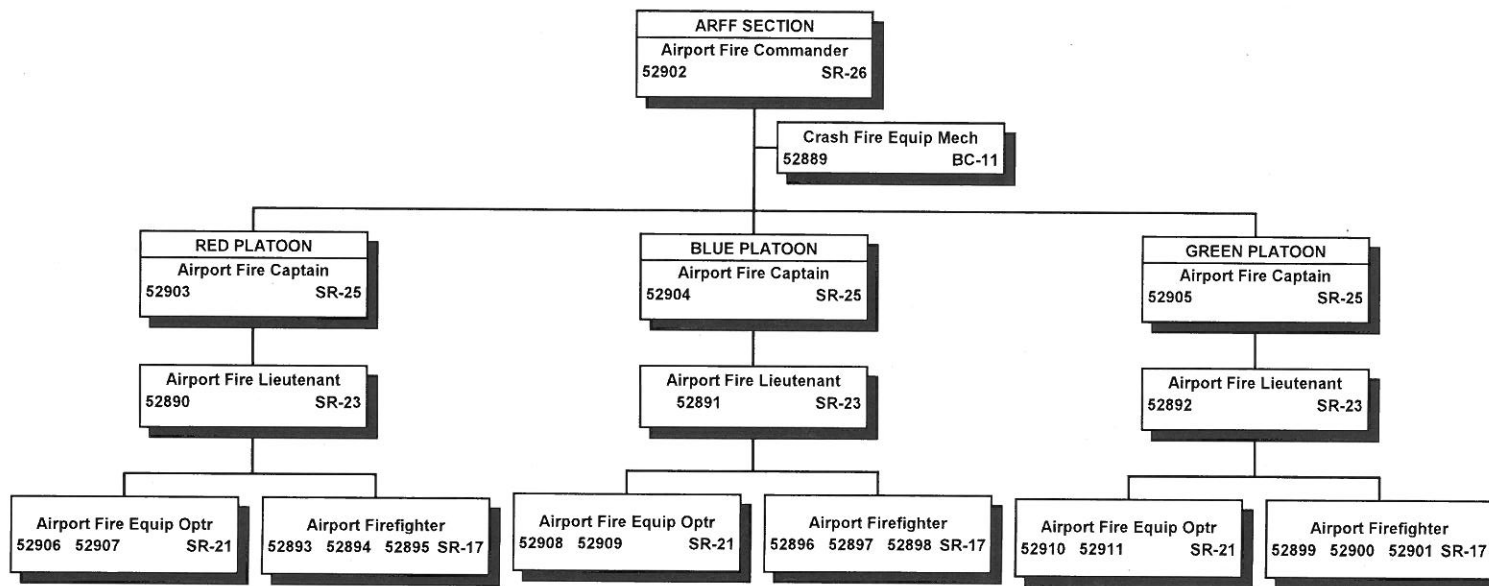 ARFF SECTION
Airport Fire Commander
52902 SR-26
Crash Fire Equip Mech
52889 BC-11
RED PLATOON
Airport Fire Captain
52903 SR-25
BLUE PLATOON
Airport Fire Captain
52904 SR-25
GREEN PLATOON
Airport Fire Captain
52905 SR-25
Airport Fire Lieutenant
52890 SR-23
Airport Fire Lieutenant
52891 SR-23
Airport Fire Lieutenant
52892 SR-23
Airport Fire Equip Optr
52906 52907 SR-21
Airport Firefighter
52893 52894 52895 SR-17
Airport Fire Equip Optr
52908 52909 SR-21
Airport Firefighter
52896 52897 52898 SR-17
Airport Fire Equip Optr
52910 52911 SR-21
Airport Firefighter
52899 52900 52901 SR-17